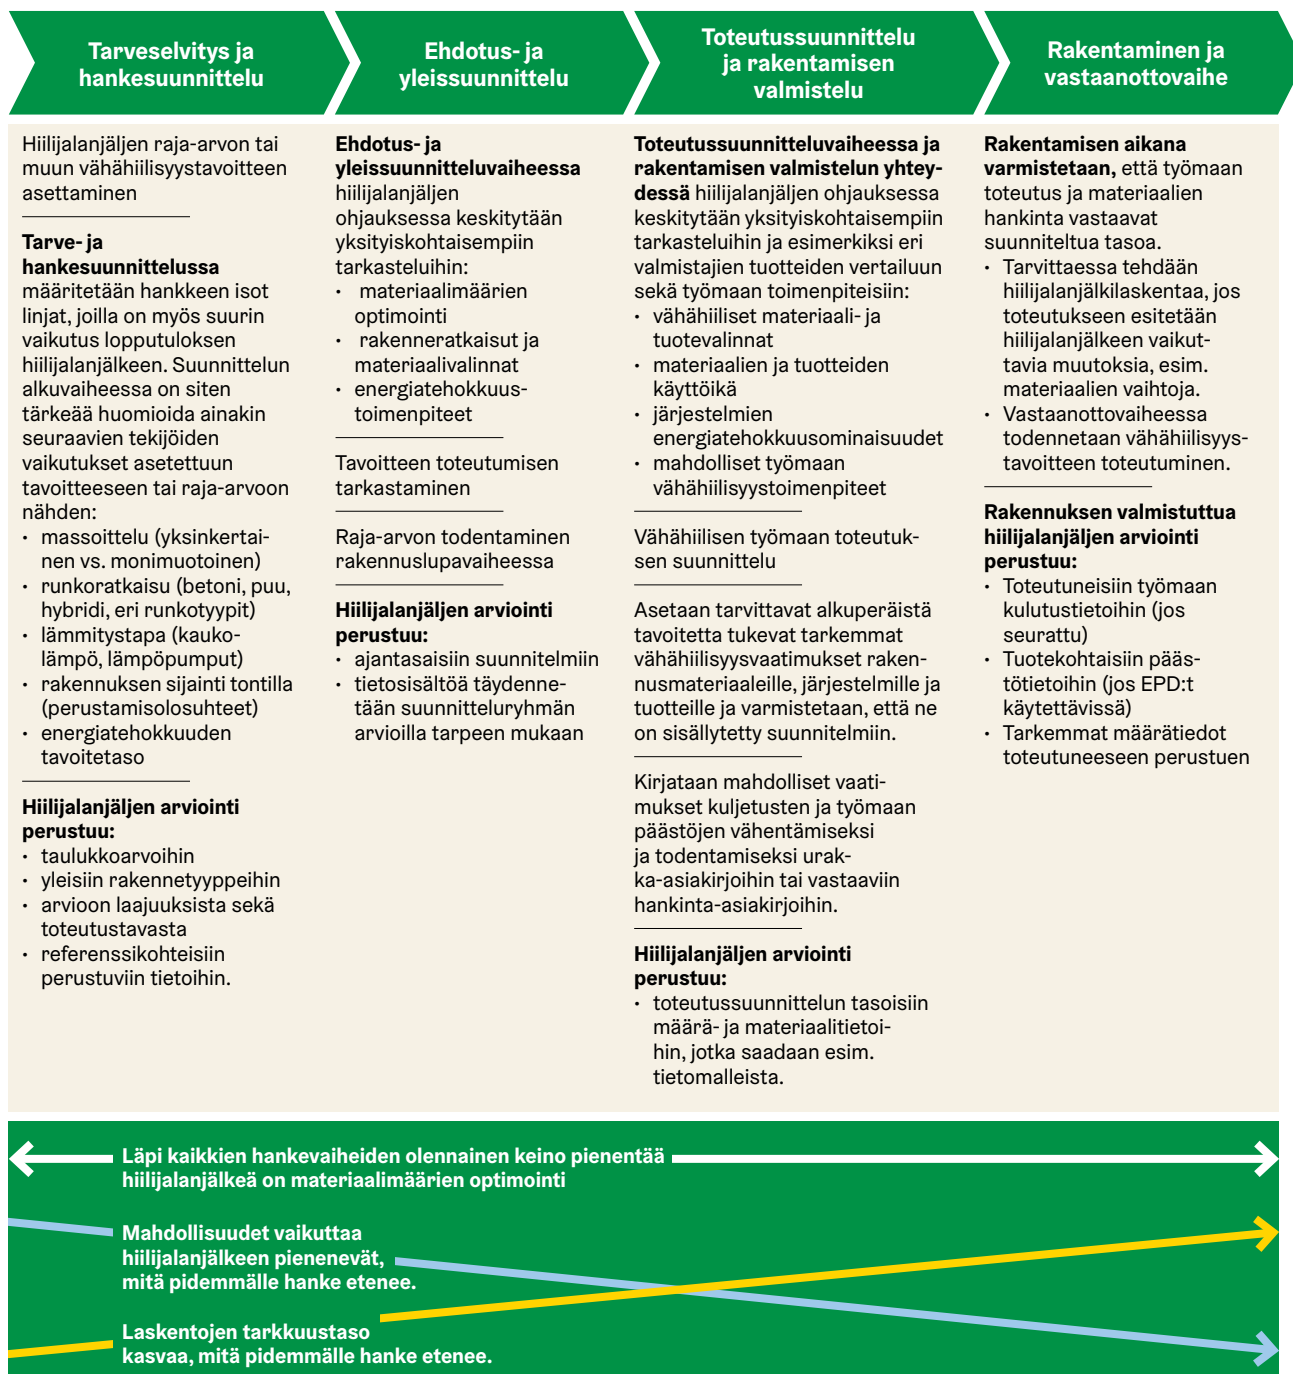 Tarveselvitys ja
hankesuunnittelu
Ehdotus- ja
yleissuunnittelu
Toteutussuunnittelu
ja rakentamisen
valmistelu
Rakentaminen ja
vastaanottovaihe
Hiilijalanjäljen raja-arvon tai
muun vähähiilisyystavoitteen
asettaminen
Tarve- ja
hankesuunnittelussa
määritetään hankkeen isot
linjat, joilla on myös suurin
vaikutus lopputuloksen
hiilijalanjälkeen. Suunnittelun
alkuvaiheessa on siten
tärkeää huomioida ainakin
seuraavien tekijöiden
vaikutukset asetettuun
tavoitteeseen tai raja-arvoon
nähden:
• massoittelu (yksinkertai-
nen vs. monimuotoinen)
• runkoratkaisu (betoni, puu,
hybridi, eri runkotyypit)
• lämmitystapa (kauko-
lämpö, lämpöpumput)
• rakennuksen sijainti tontilla
(perustamisolosuhteet)
• energiatehokkuuden
tavoitetaso
Hiilijalanjäljen arviointi
perustuu:
• taulukkoarvoihin
• yleisiin rakennetyyppeihin
• arvioon laajuuksista sekä
toteutustavasta
• referenssikohteisiin
perustuviin tietoihin.
Ehdotus- ja
yleissuunnitteluvaiheessa
hiilijalanjäljen
ohjauksessa keskitytään
yksityiskohtaisempiin
tarkasteluihin:
• materiaalimäärien
optimointi
• rakenneratkaisut ja
materiaalivalinnat
• energiatehokkuus-
toimenpiteet
Tavoitteen toteutumisen
tarkastaminen
Raja-arvon todentaminen
rakennuslupavaiheessa
Hiilijalanjäljen arviointi
perustuu:
• ajantasaisiin suunnitelmiin
• tietosisältöä täydenne-
tään suunnitteluryhmän
arvioilla tarpeen mukaan
Toteutussuunnitteluvaiheessa ja
rakentamisen valmistelun yhtey-
dessä hiilijalanjäljen ohjauksessa
keskitytään yksityiskohtaisempiin
tarkasteluihin ja esimerkiksi eri
valmistajien tuotteiden vertailuun
sekä työmaan toimenpiteisiin:
• vähähiiliset materiaali- ja
tuotevalinnat
• materiaalien ja tuotteiden
käyttöikä
• järjestelmien
energiatehokkuusominaisuudet
• mahdolliset työmaan
vähähiilisyystoimenpiteet
Vähähiilisen työmaan toteutuk-
sen suunnittelu
Asetaan tarvittavat alkuperäistä
tavoitetta tukevat tarkemmat
vähähiilisyysvaatimukset raken-
nusmateriaaleille, järjestelmille ja
tuotteille ja varmistetaan, että ne
on sisällytetty suunnitelmiin.
Kirjataan mahdolliset vaati-
mukset kuljetusten ja työmaan
päästöjen vähentämiseksi
ja todentamiseksi urak-
ka-asiakirjoihin tai vastaaviin
hankinta-asiakirjoihin.
Hiilijalanjäljen arviointi
perustuu:
• toteutussuunnittelun tasoisiin
määrä- ja materiaalitietoi-
hin, jotka saadaan esim.
tietomalleista.
Rakentamisen aikana
varmistetaan, että työmaan
toteutus ja materiaalien
hankinta vastaavat
suunniteltua tasoa.
• Tarvittaessa tehdään
hiilijalanjälkilaskentaa, jos
toteutukseen esitetään
hiilijalanjälkeen vaikut-
tavia muutoksia, esim.
materiaalien vaihtoja.
• Vastaanottovaiheessa
todennetaan vähähiilisyys-
tavoitteen toteutuminen.
Rakennuksen valmistuttua
hiilijalanjäljen arviointi
perustuu:
• Toteutuneisiin työmaan
kulutustietoihin (jos
seurattu)
• Tuotekohtaisiin pääs-
tötietoihin (jos EPD:t
käytettävissä)
• Tarkemmat määrätiedot
toteutuneeseen perustuen
Läpi kaikkien hankevaiheiden olennainen keino pienentää
hiilijalanjälkeä on materiaalimäärien optimointi
Mahdollisuudet vaikuttaa
hiilijalanjälkeen pienenevät,
mitä pidemmälle hanke etenee.
Laskentojen tarkkuustaso
kasvaa, mitä pidemmälle hanke etenee.